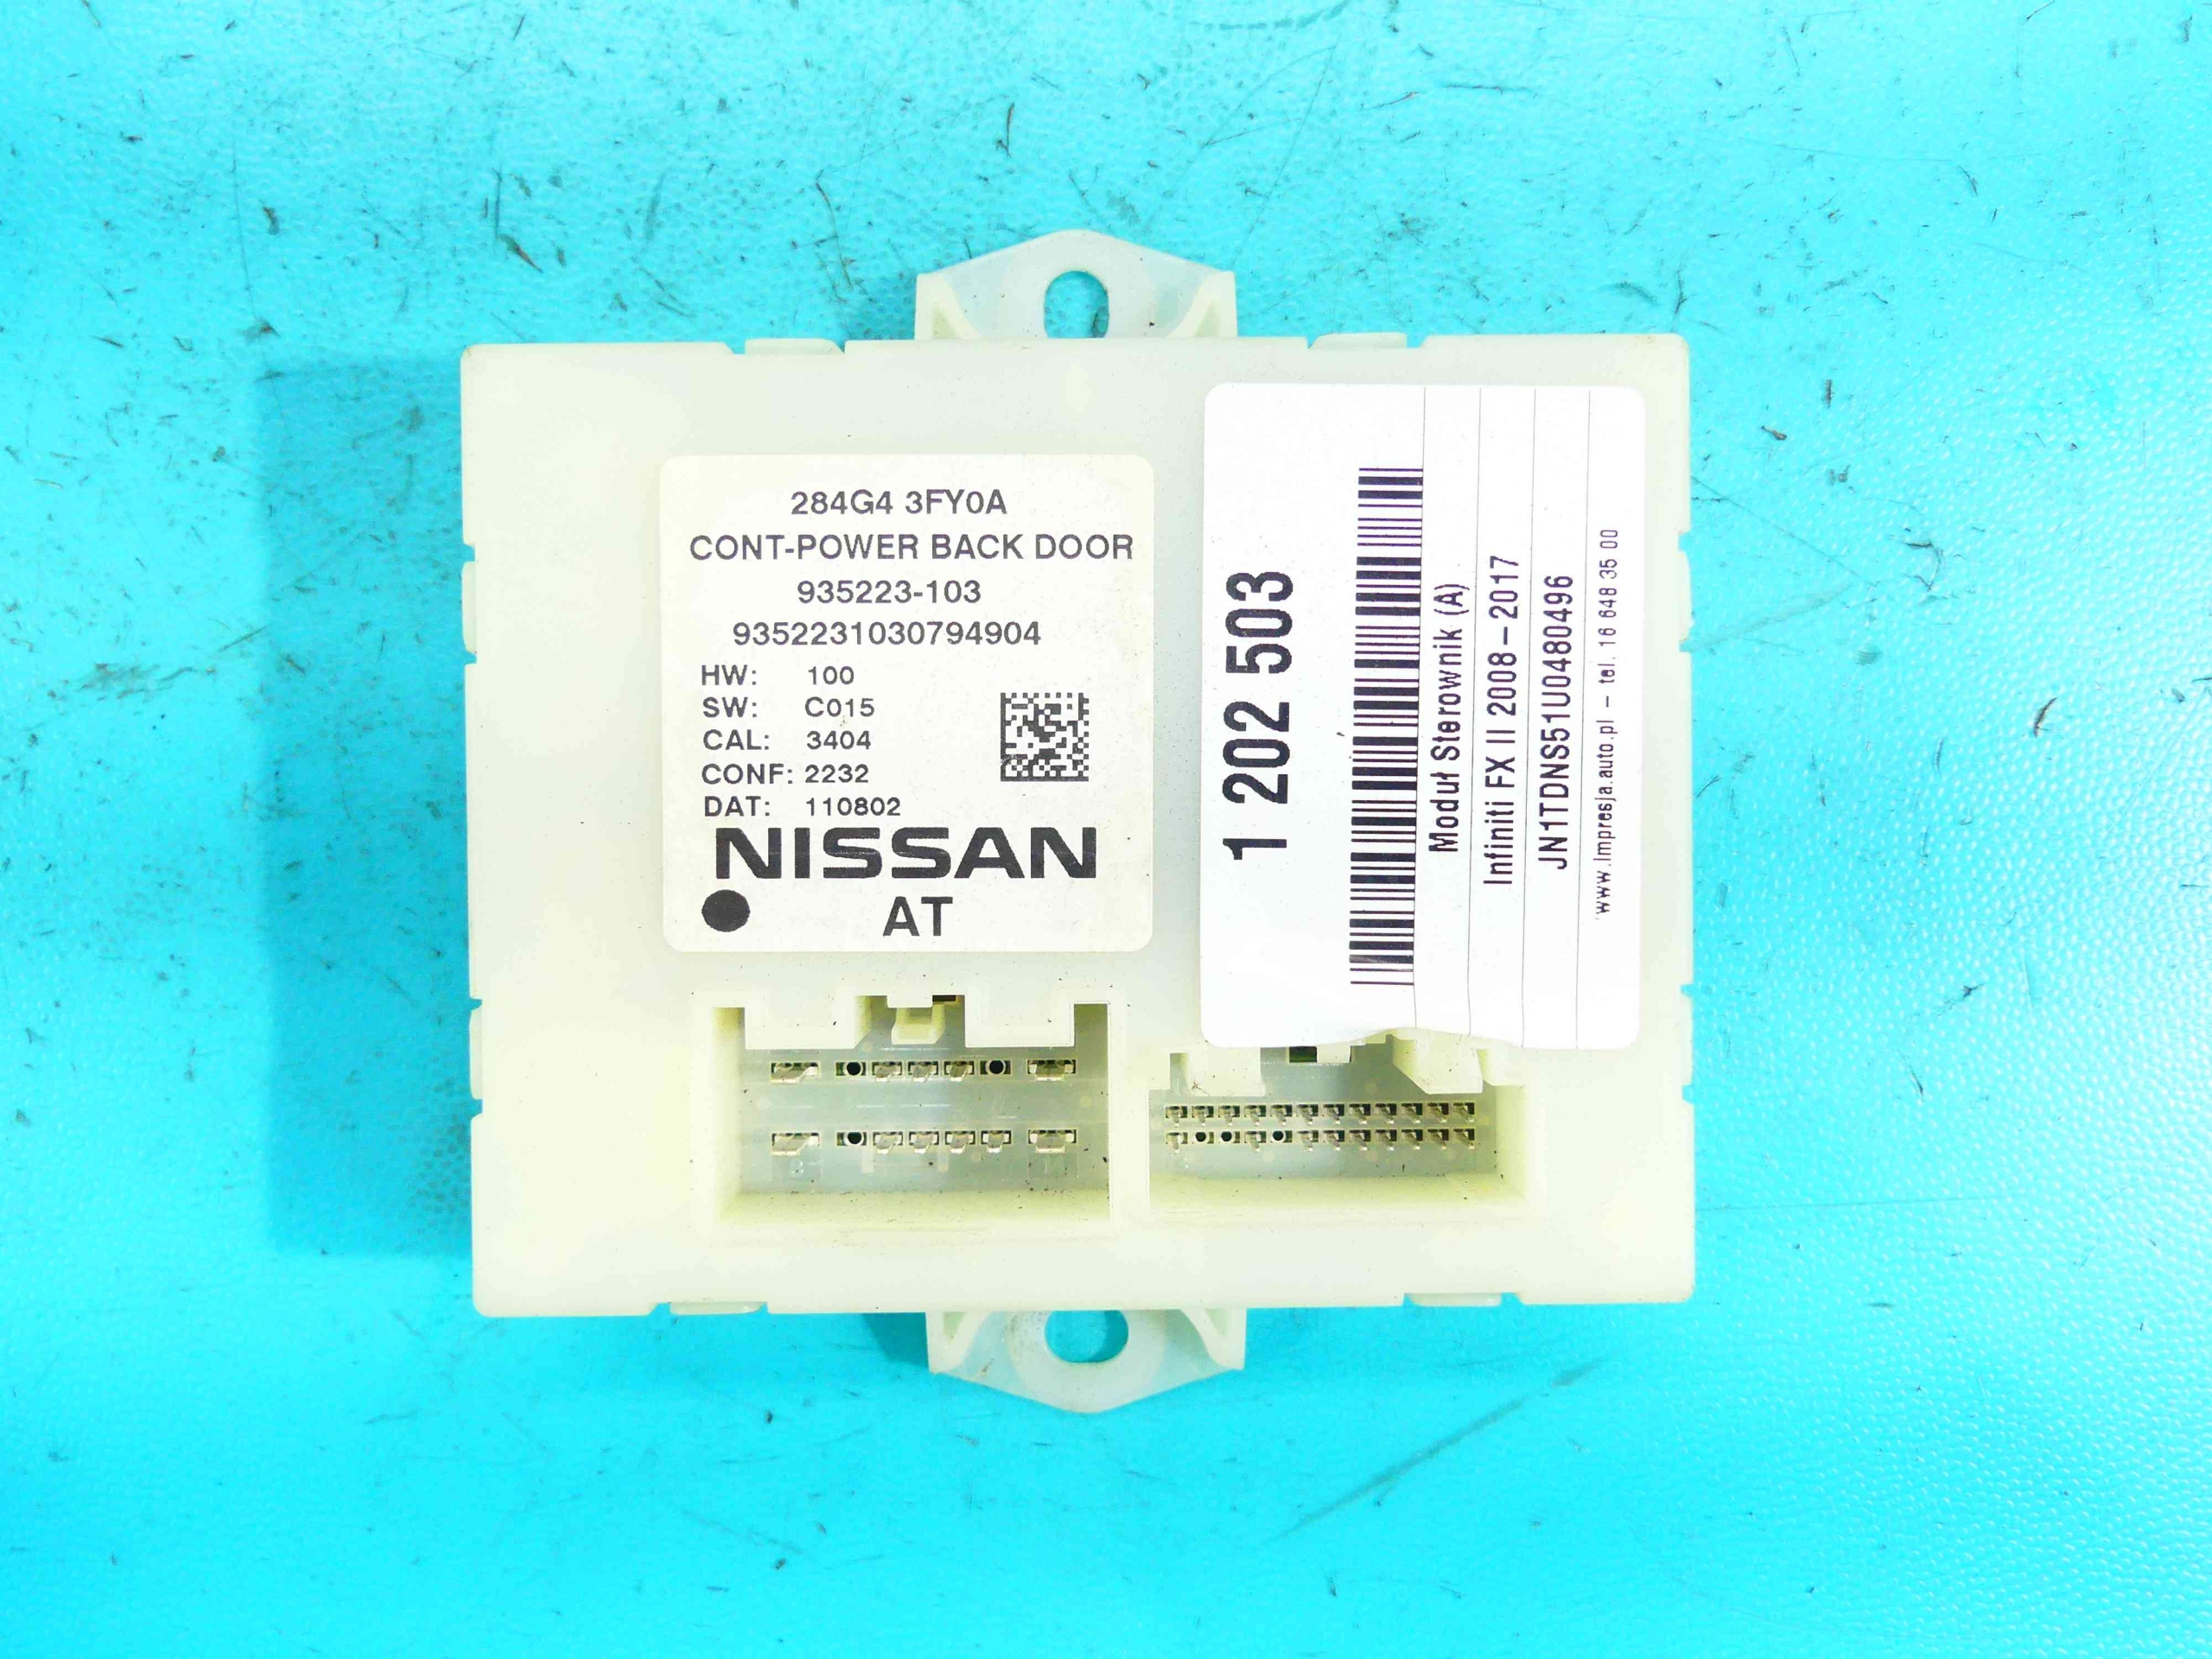 284G4 3FY0A
CONT-POWER BACK DOOR
935223-103
9352231030794904
HW: 100
SW: C015
CAL: 3404
CONF: 2232
DAT: 110802
NISSAN
AT
1 202 503
Moduł Sterownik (A)
Infiniti FX II 2008-2017
JN1TDNS51U0480496
www.Impresja.auto.pl - tel. 16 648 35 00